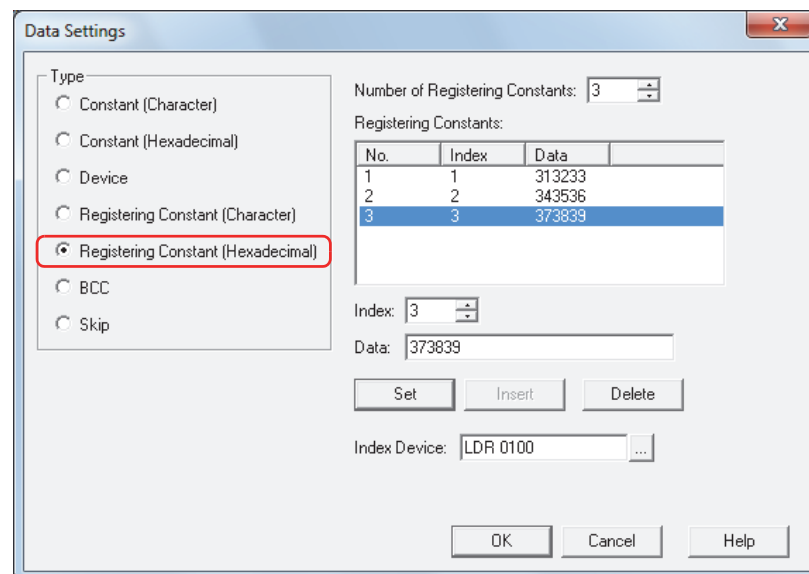 Data Settings
Type
Constant (Character)
Constant (Hexadecimal)
Device
Registering Constant (Character)
Registering Constant (Hexadecimal)
BCC
Skip
Number of Registering Constants: 3
Registering Constants:
No. Index Data
1 1 313233
2 2 343536
3 3 373839
Index: 3
Data: 373839
Set Insert Delete
Index Device: LDR 0100 ...
OK Cancel Help